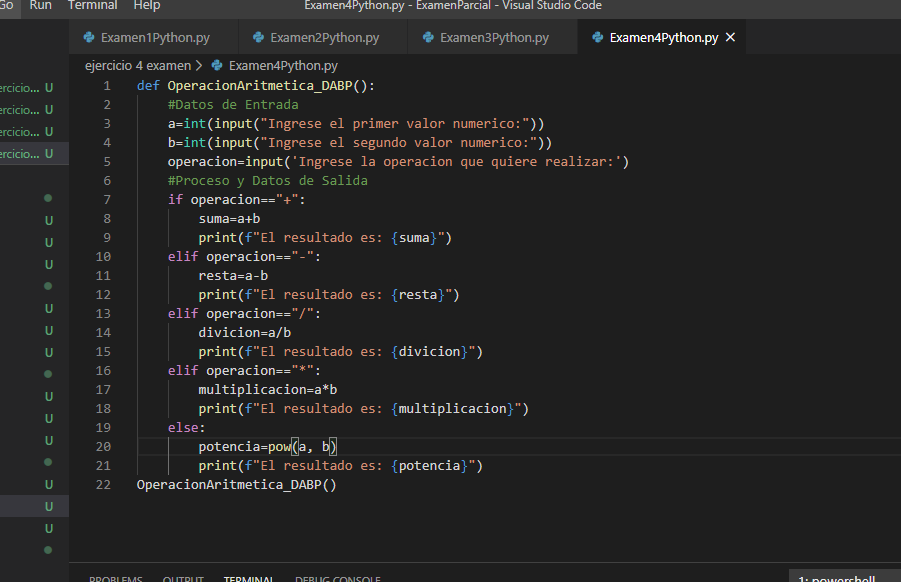 Go Run Terminal Help Examen4Python.py - ExamenParcial - Visual Studio Code
Examen1Python.py Examen2Python.py Examen3Python.py Examen4Python.py ×
ejercicio 4 examen > Examen4Python.py
ercicio... U
ercicio... U
ercicio... U
ercicio... U
U
U
U
U
U
U
U
U
U
U
U
U
1 def OperacionAritmetica_DABP():
2 #Datos de Entrada
3 a=int(input("Ingrese el primer valor numerico:"))
4 b=int(input("Ingrese el segundo valor numerico:"))
5 operacion=input('Ingrese la operacion que quiere realizar:')
6 #Proceso y Datos de Salida
7 if operacion=="+":
8 suma=a+b
9 print(f"El resultado es: {suma}")
10 elif operacion=="-":
11 resta=a-b
12 print(f"El resultado es: {resta}")
13 elif operacion=="/":
14 divicion=a/b
15 print(f"El resultado es: {divicion}")
16 elif operacion=="*":
17 multiplicacion=a*b
18 print(f"El resultado es: {multiplicacion}")
19 else:
20 potencia=pow(a, b)
21 print(f"El resultado es: {potencia}")
22 OperacionAritmetica_DABP()
PROBLEMS OUTPUT TERMINAL DEBUG CONSOLE 1: powershell